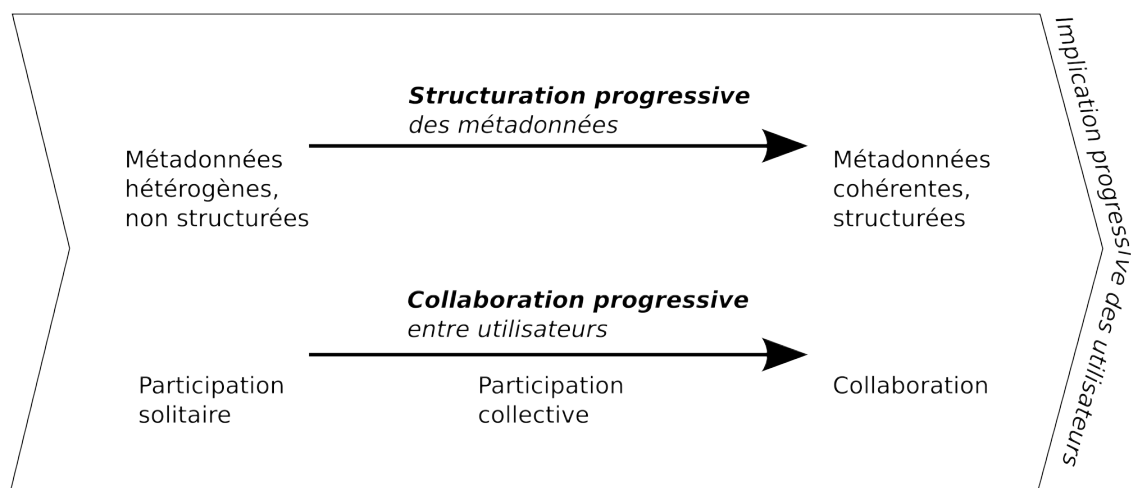 Structuration progressive
des métadonnées
Métadonnées
hétérogènes,
non structurées
Métadonnées
cohérentes,
structurées
Collaboration progressive
entre utilisateurs
Participation
solitaire
Participation
collective
Collaboration
Implication progressive des utilisateurs